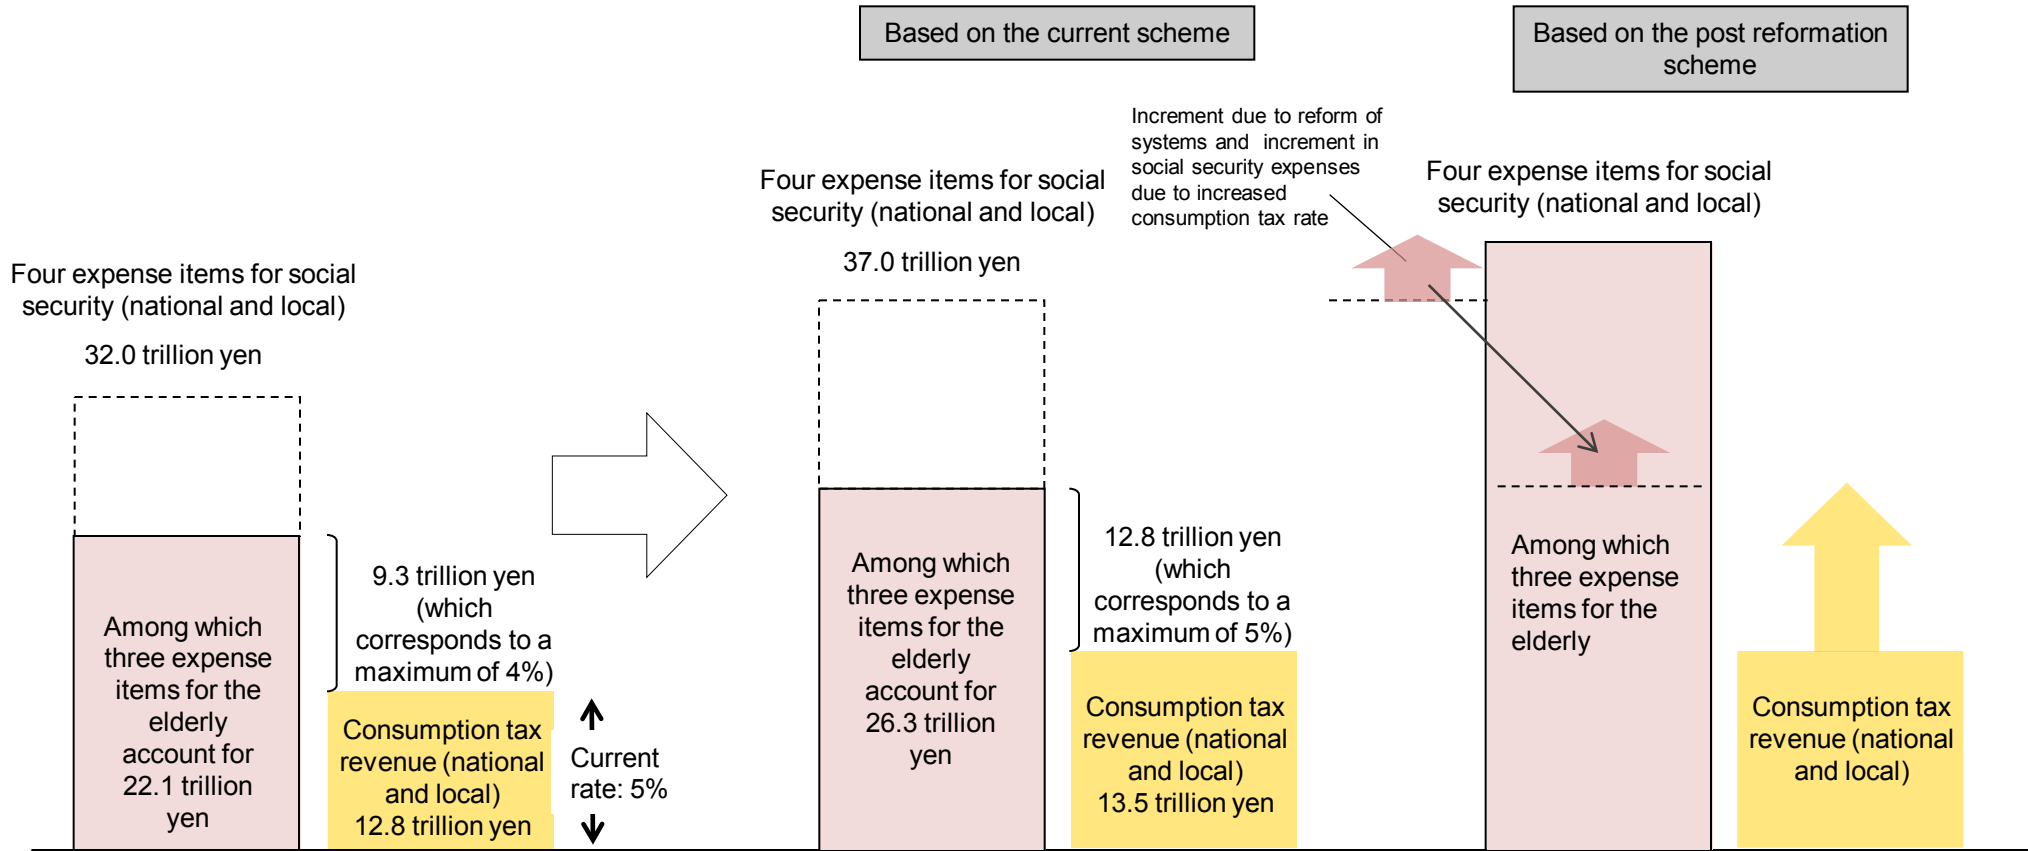 Based on the current scheme
Based on the post reformation
scheme
Four expense items for social
security (national and local)
32.0 trillion yen
Among which
three expense
items for the
elderly
account for
22.1 trillion
yen
9.3 trillion yen
(which
corresponds to a
maximum of 4%)
Consumption tax
revenue (national
and local)
12.8 trillion yen
Current
rate: 5%
Four expense items for social
security (national and local)
37.0 trillion yen
Among which
three expense
items for the
elderly
account for
26.3 trillion
yen
12.8 trillion yen
(which
corresponds to a
maximum of 5%)
Consumption tax
revenue (national
and local)
13.5 trillion yen
Increment due to reform of
systems and increment in
social security expenses
due to increased
consumption tax rate
Four expense items for social
security (national and local)
Among which
three expense
items for the
elderly
Consumption tax
revenue (national
and local)